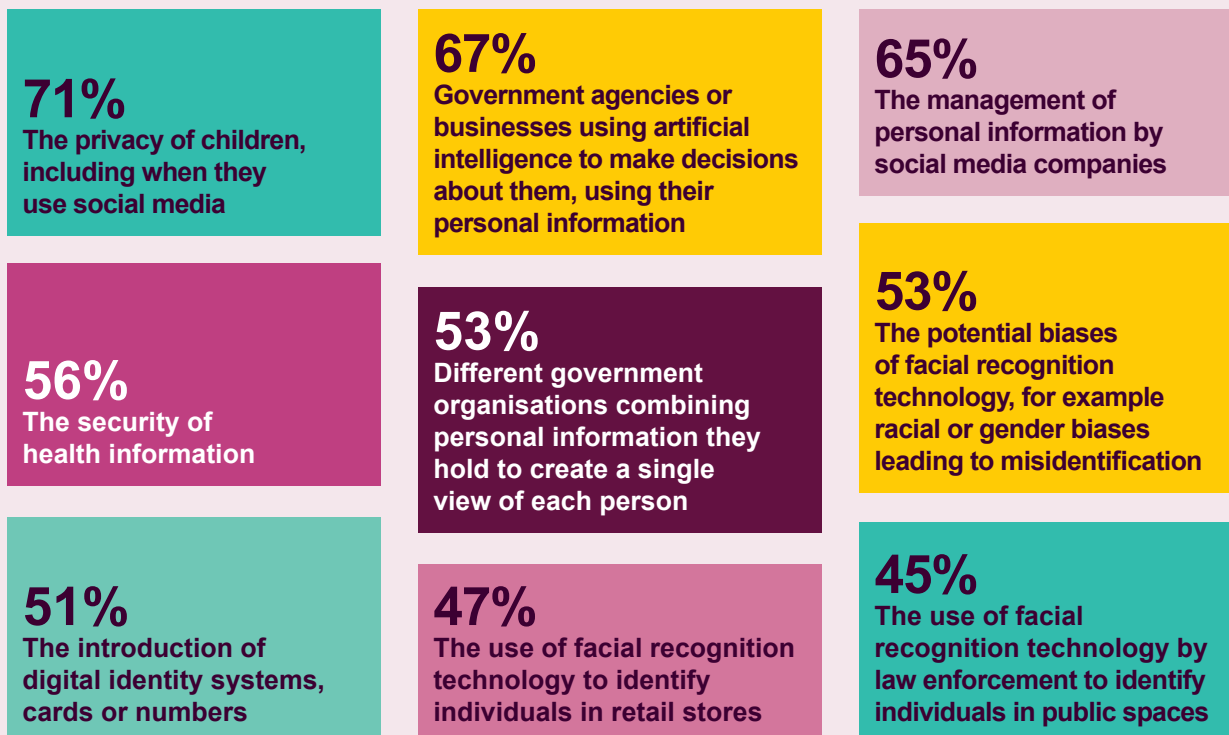 71%
The privacy of children,
including when they
use social media
67%
Government agencies or
businesses using artificial
intelligence to make decisions
about them, using their
personal information
65%
The management of
personal information by
social media companies
56%
The security of
health information
53%
Different government
organisations combining
personal information they
hold to create a single
view of each person
53%
The potential biases
of facial recognition
technology, for example
racial or gender biases
leading to misidentification
51%
The introduction of
digital identity systems,
cards or numbers
47%
The use of facial recognition
technology to identify
individuals in retail stores
45%
The use of facial
recognition technology by
law enforcement to identify
individuals in public spaces